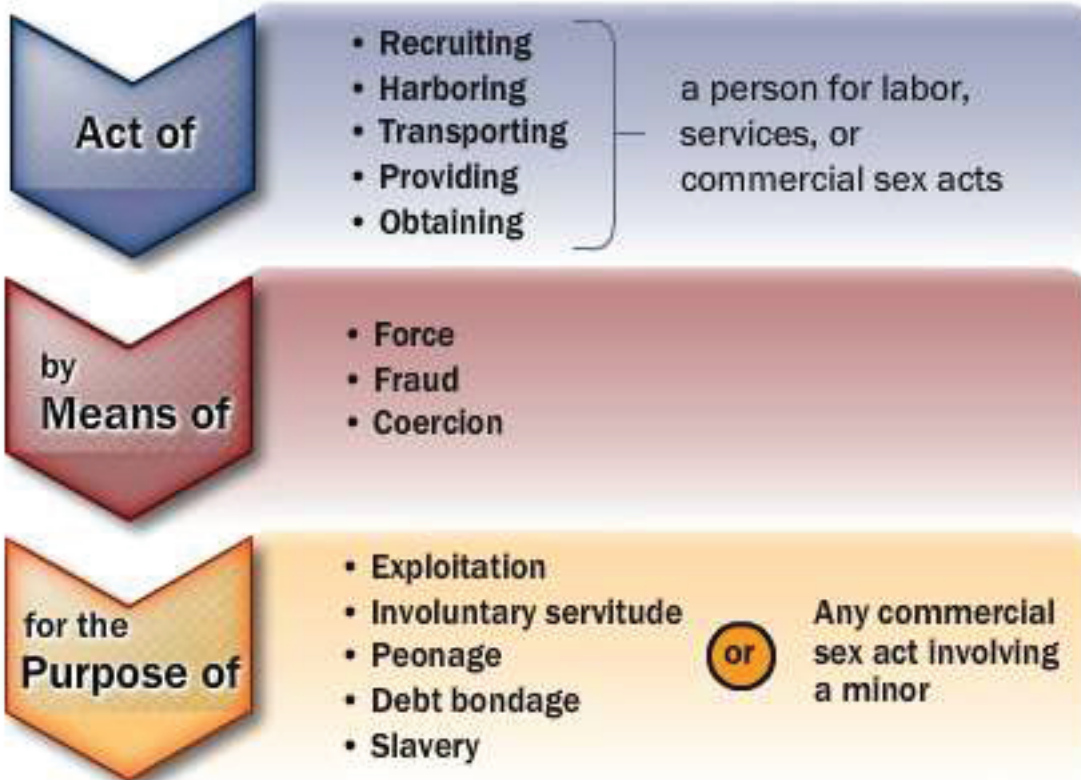 Act of
• Recruiting
• Harboring
• Transporting
• Providing
• Obtaining
a person for labor,
services, or
commercial sex acts
by
Means of
• Force
• Fraud
• Coercion
for the
Purpose of
• Exploitation
• Involuntary servitude
• Peonage
• Debt bondage
• Slavery
or
Any commercial
sex act involving
a minor